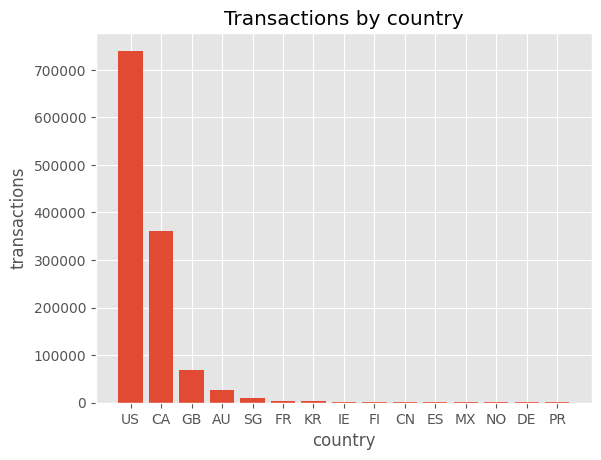 Transactions by country
transactions
700000
600000
500000
400000
300000
200000
100000
0
US CA GB AU SG FR KR IE FI CN ES MX NO DE PR
country